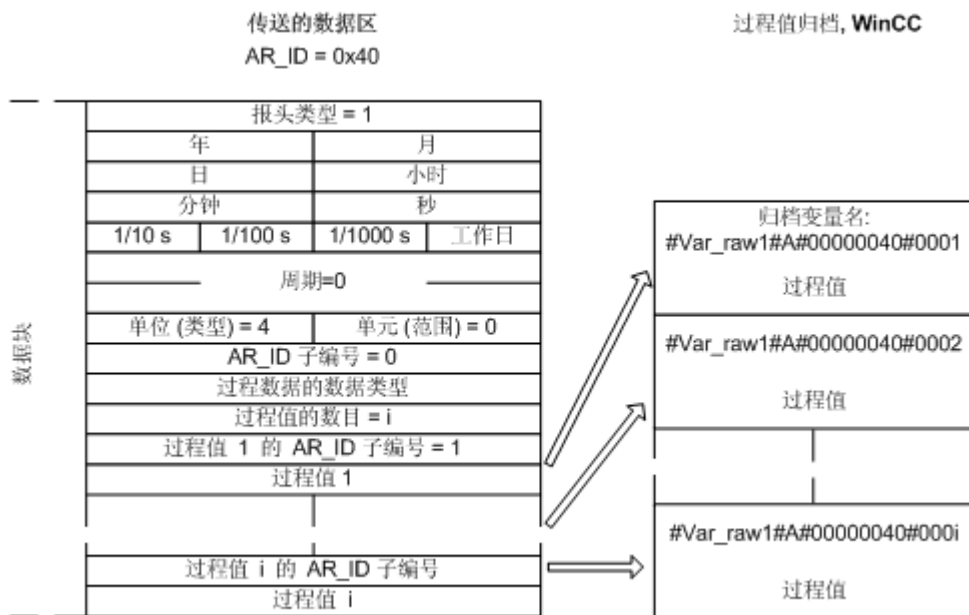 传送的数据区
AR_ID = 0x40
过程值归档, WinCC
数据块
报头类型 = 1
年 月
日 小时
分钟 秒
1/10 s 1/100 s 1/1000 s 工作日
周期=0
单位 (类型) = 4 单元 (范围) = 0
AR_ID 子编号 = 0
过程数据的数据类型
过程值的数目 = i
过程值 1 的 AR_ID 子编号 = 1
过程值 1
过程值 i 的 AR_ID 子编号
过程值 i
归档变量名:
#Var_raw1#A#00000040#0001
过程值
#Var_raw1#A#00000040#0002
过程值
#Var_raw1#A#00000040#000i
过程值